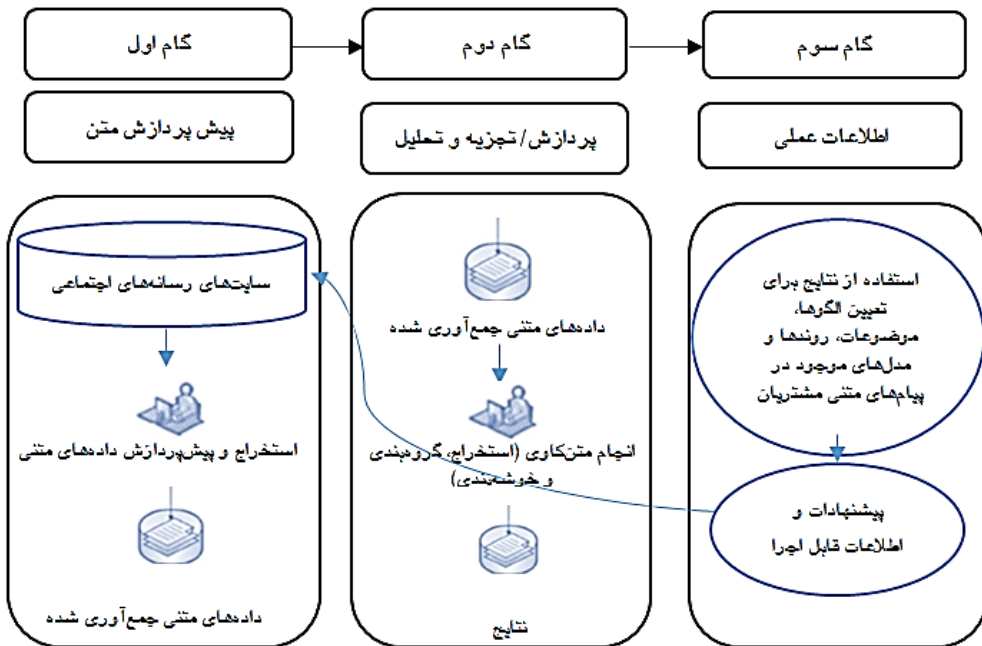 گام اول
گام دوم
گام سوم
پیش پردازش متن
پردازش/ تجزیه و تحلیل
اطلاعات عملی
سایت‌های رسانه‌های اجتماعی
استخراج و پیش‌پردازش داده‌های متنی
داده‌های متنی جمع‌آوری شده
داده‌های متنی جمع‌آوری شده
انجام متن‌کاوی (استخراج، گروه‌بندی
و خوشه‌بندی)
نتایج
استفاده از نتایج برای
تعیین الگوها،
موضوعات، روندها و
مدل‌های موجود در
پیام‌های متنی مشتریان
پیشنهادات و
اطلاعات قابل اجرا